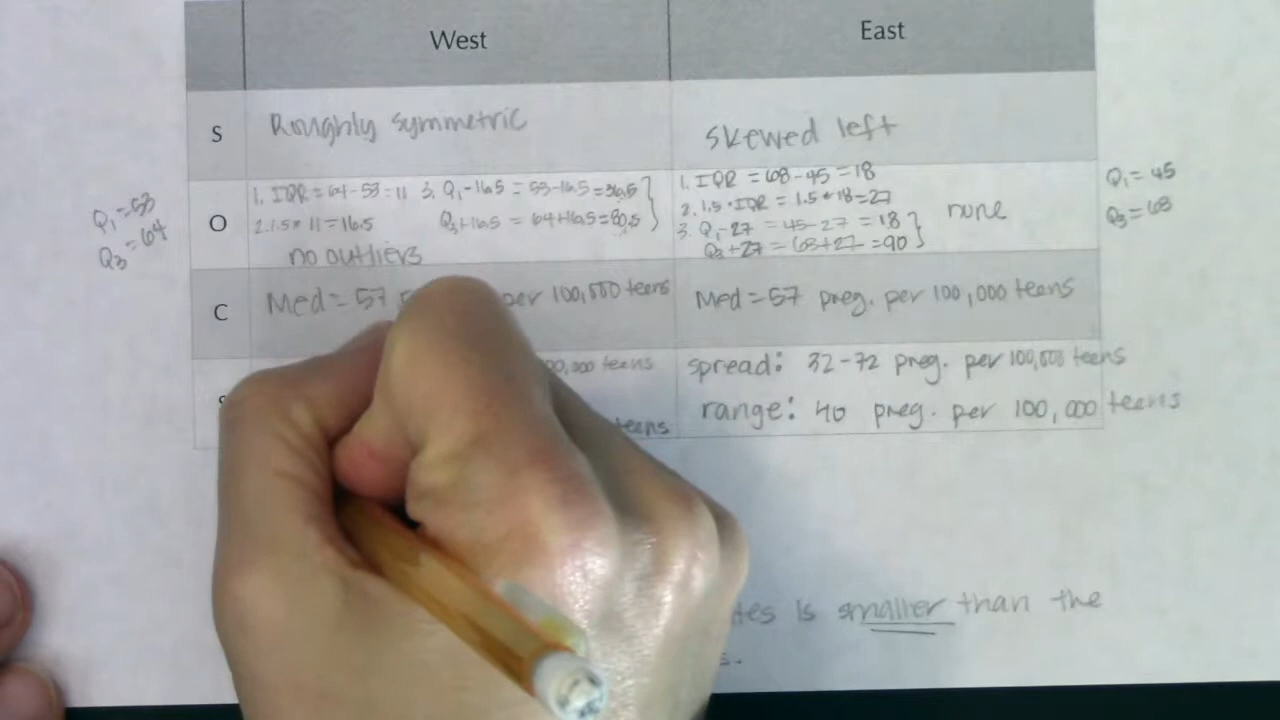 West East
S Roughly symmetric Skewed left
Q₁=53
Q₃=64
O
1. IQR = 64-53=11 3. Q₁-16.5 = 53-16.5=36.5
2. 1.5*11=16.5 Q₃+16.5 = 64+16.5=80.5
no outliers
1. IQR = 68-45=18
2. 1.5•IQR = 1.5*18=27
3. Q₁-27 = 45-27 = 18
Q₃+27 = 63+27=90
none
Q₁=45
Q₃=63
C Med=57 per 100,000 teens Med=57 preg. per 100,000 teens
teens spread: 32-72 preg. per 100,000 teens
teens range: 40 preg. per 100,000 teens
is smaller than the